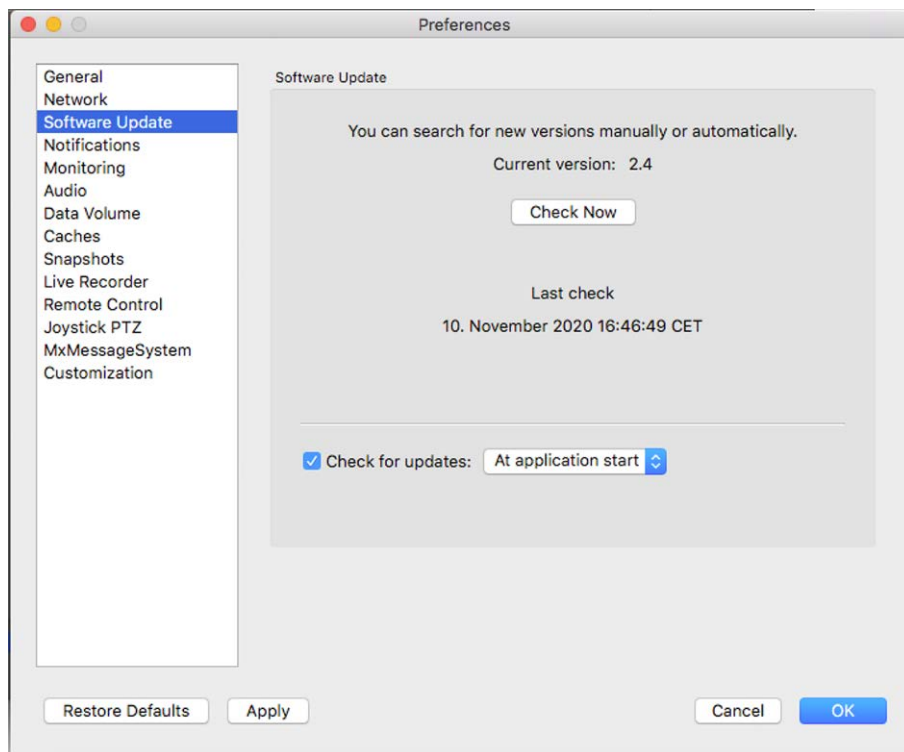 Preferences
General
Network
Software Update
Notifications
Monitoring
Audio
Data Volume
Caches
Snapshots
Live Recorder
Remote Control
Joystick PTZ
MxMessageSystem
Customization
Software Update
You can search for new versions manually or automatically.
Current version: 2.4
Check Now
Last check
10. November 2020 16:46:49 CET
Check for updates: At application start
Restore Defaults Apply Cancel OK